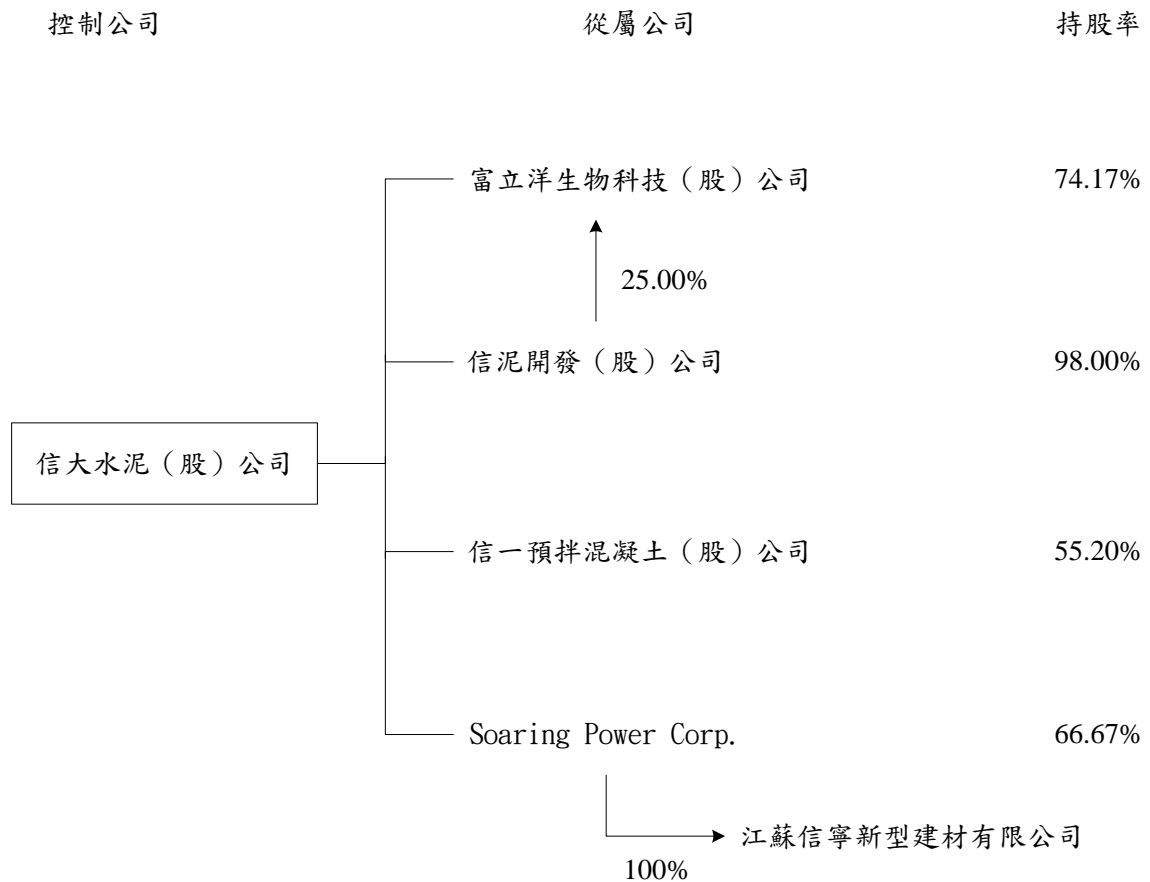 控制公司 從屬公司 持股率
富立洋生物科技（股）公司 74.17%
25.00%
信泥開發（股）公司 98.00%
信大水泥（股）公司
信一預拌混凝土（股）公司 55.20%
Soaring Power Corp. 66.67%
江蘇信寧新型建材有限公司
100%